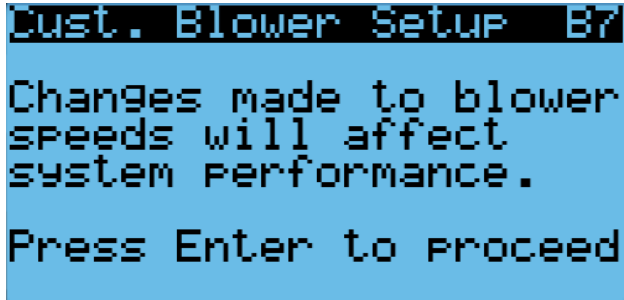 Cust. Blower Setup B7
Changes made to blower
speeds will affect
system performance.
Press Enter to proceed